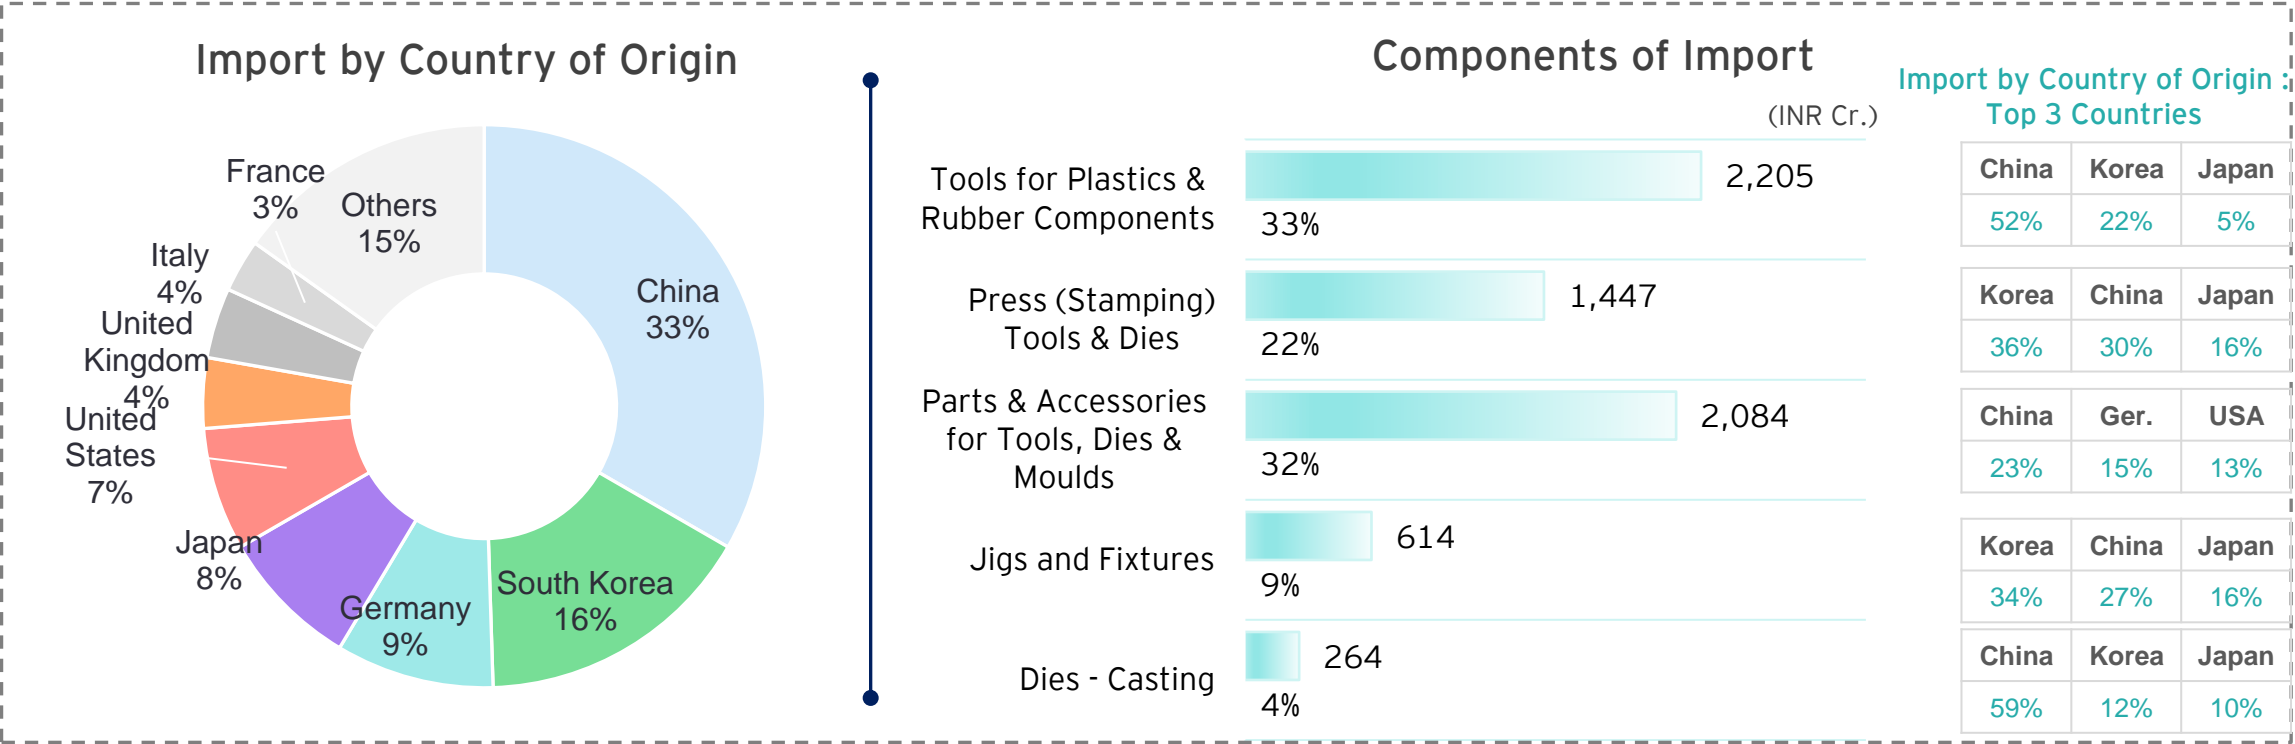 Import by Country of Origin
France
3%
Others
15%
Italy
4%
United
Kingdom
4%
United
States
7%
Japan
8%
Germany
9%
South Korea
16%
China
33%
Components of Import
(INR Cr.)
Import by Country of Origin :
Top 3 Countries
Tools for Plastics &
Rubber Components
2,205
33%
China Korea Japan
52% 22% 5%
Press (Stamping)
Tools & Dies
1,447
22%
Korea China Japan
36% 30% 16%
Parts & Accessories
for Tools, Dies &
Moulds
2,084
32%
China Ger. USA
23% 15% 13%
Jigs and Fixtures
614
9%
Korea China Japan
34% 27% 16%
Dies - Casting
264
4%
China Korea Japan
59% 12% 10%